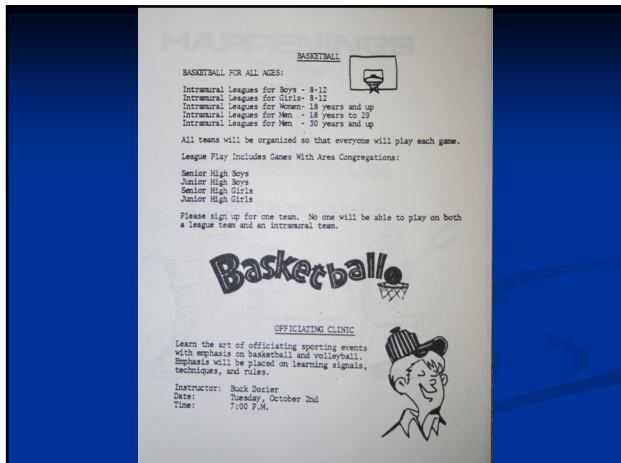 HAPPENINGS
BASKETBALL
BASKETBALL FOR ALL AGES:
Intramural Leagues for Boys - 8-12
Intramural Leagues for Girls- 8-12
Intramural Leagues for Women- 18 years and up
Intramural Leagues for Men - 18 years to 29
Intramural Leagues for Men - 30 years and up
All teams will be organized so that everyone will play each game.
League Play Includes Games With Area Congregations:
Senior High Boys
Junior High Boys
Senior High Girls
Junior High Girls
Please sign up for one team. No one will be able to play on both
a league team and an intramural team.
Basketball
OFFICIATING CLINIC
Learn the art of officiating sporting events
with emphasis on basketball and volleyball.
Emphasis will be placed on learning signals,
techniques, and rules.
Instructor: Buck Dozier
Date: Tuesday, October 2nd
Time: 7:00 P.M.